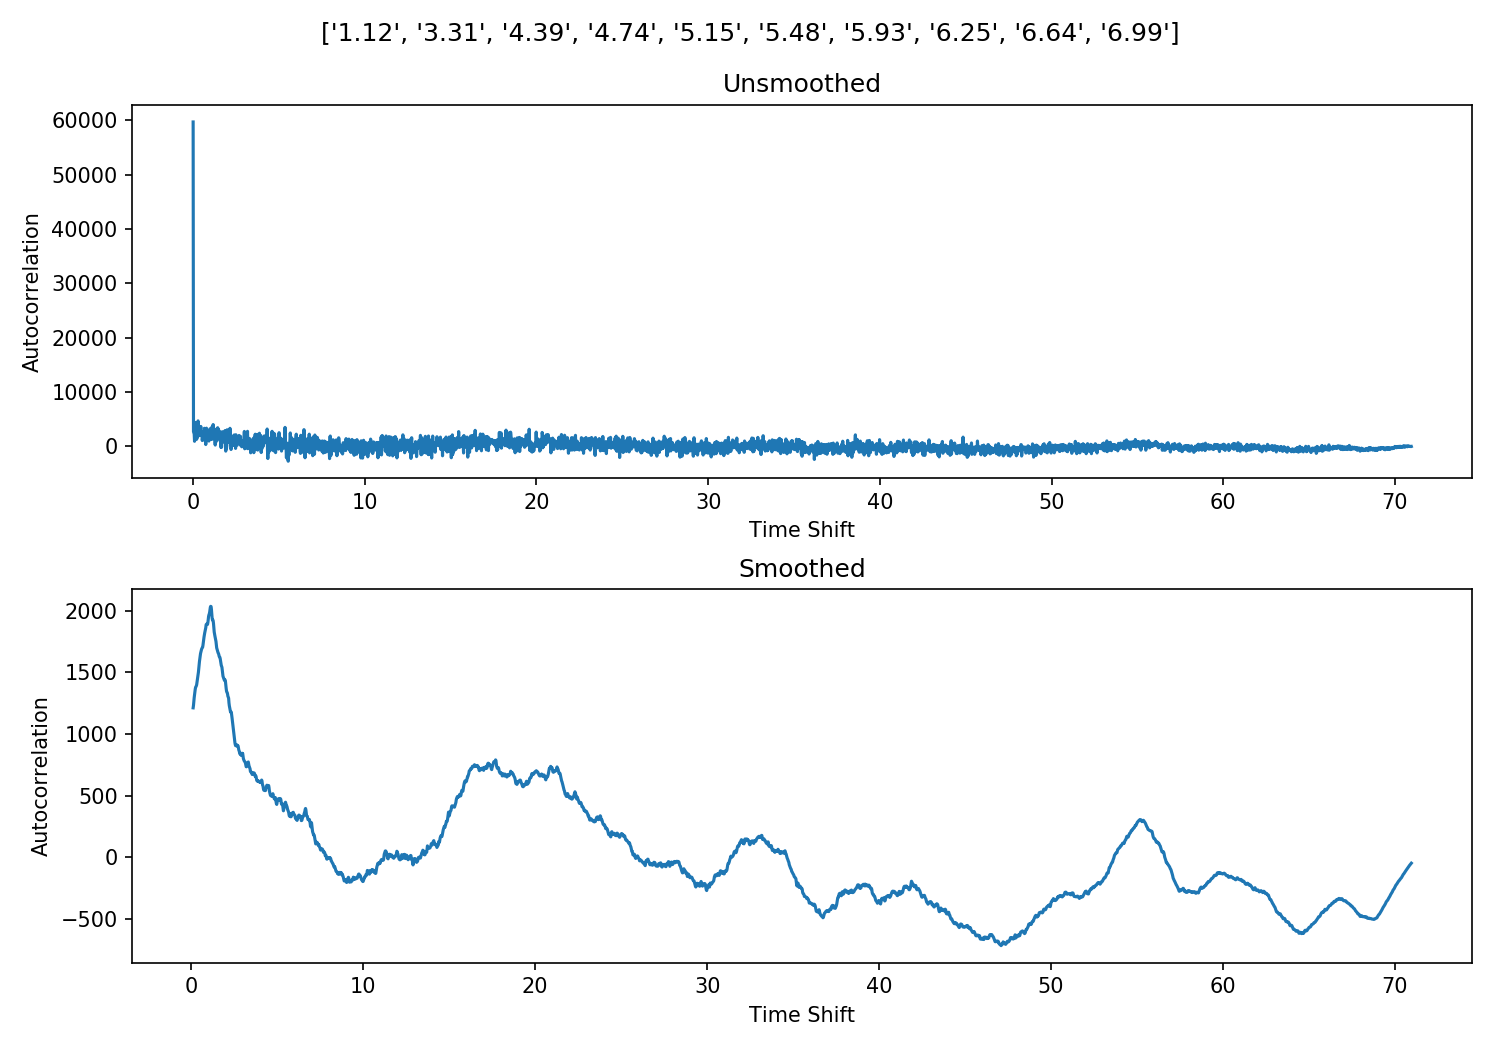 ['1.12', '3.31', '4.39', '4.74', '5.15', '5.48', '5.93', '6.25', '6.64', '6.99']
Unsmoothed
60000
50000
40000
30000
20000
10000
0
Autocorrelation
0 10 20 30 40 50 60 70
Time Shift
Smoothed
2000
1500
1000
500
0
−500
Autocorrelation
0 10 20 30 40 50 60 70
Time Shift